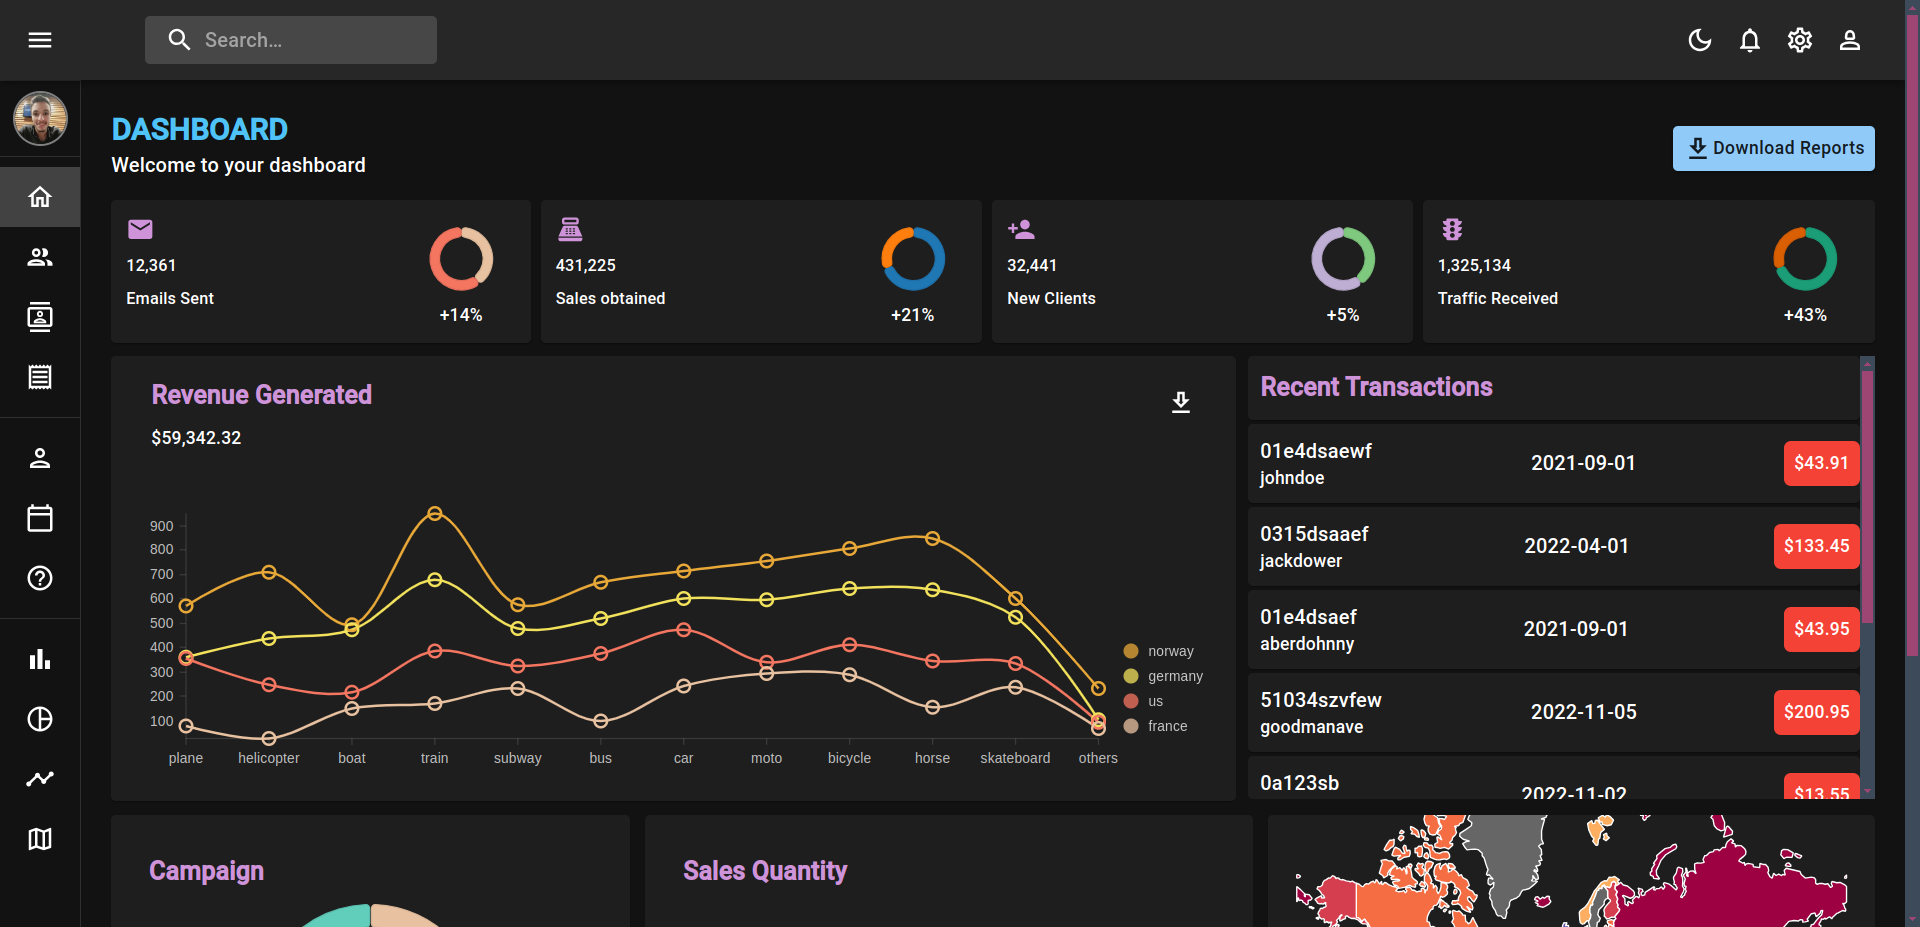 Search…
DASHBOARD
Welcome to your dashboard
Download Reports
12,361
Emails Sent
+14%
431,225
Sales obtained
+21%
32,441
New Clients
+5%
1,325,134
Traffic Received
+43%
Revenue Generated
$59,342.32
900
800
700
600
500
400
300
200
100
plane helicopter boat train subway bus car moto bicycle horse skateboard others
norway
germany
us
france
Recent Transactions
01e4dsaewf
johndoe
2021-09-01
$43.91
0315dsaaef
jackdower
2022-04-01
$133.45
01e4dsaef
aberdohnny
2021-09-01
$43.95
51034szvfew
goodmanave
2022-11-05
$200.95
0a123sb
2022-11-02
$13.55
Campaign
Sales Quantity